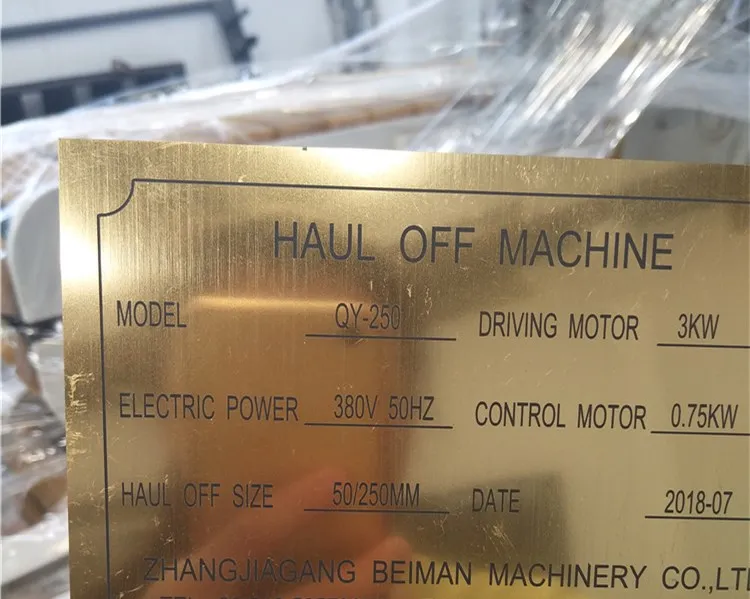 HAUL OFF MACHINE
MODEL QY-250 DRIVING MOTOR 3KW
ELECTRIC POWER 380V 50HZ CONTROL MOTOR 0.75KW
HAUL OFF SIZE 50/250MM DATE 2018-07
ZHANGJIAGANG BEIMAN MACHINERY CO.,LT